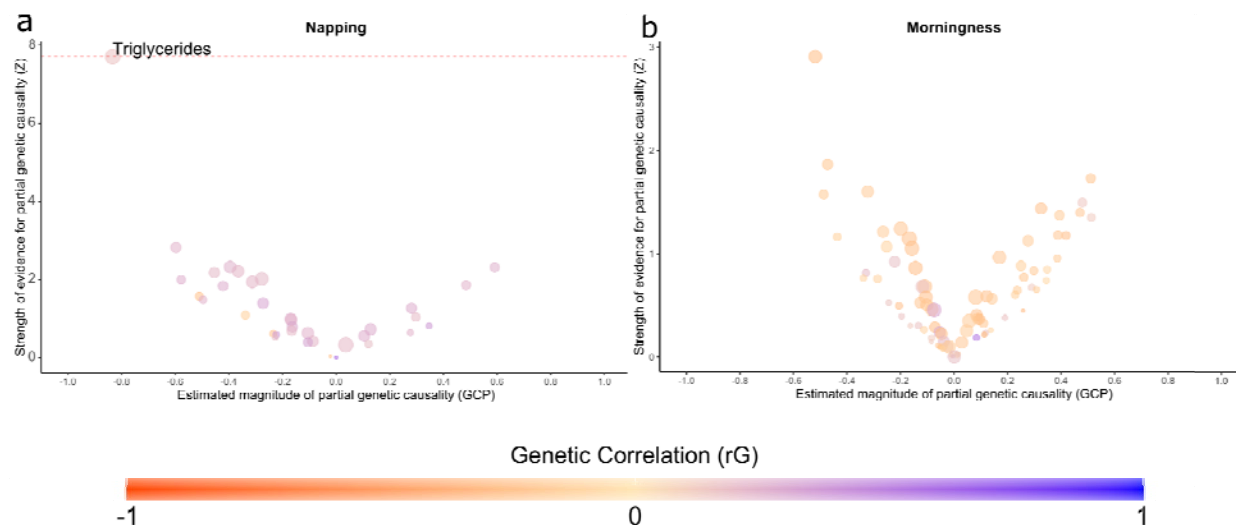 a
Napping
Triglycerides
8
6
4
2
0
-1.0 -0.8 -0.6 -0.4 -0.2 0.0 0.2 0.4 0.6 0.8 1.0
Strength of evidence for partial genetic causality (Z)
Estimated magnitude of partial genetic causality (GCP)
b
Morningness
3
2
1
0
-1.0 -0.8 -0.6 -0.4 -0.2 0.0 0.2 0.4 0.6 0.8 1.0
Strength of evidence for partial genetic causality (Z)
Estimated magnitude of partial genetic causality (GCP)
Genetic Correlation (rG)
-1 0 1